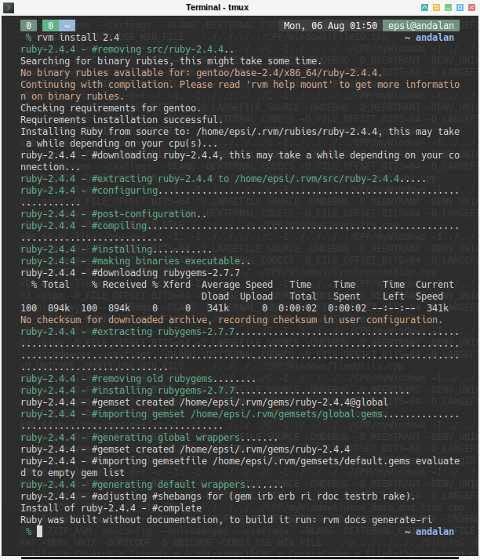 Terminal - tmux
0 0 ~ Mon, 06 Aug 01:50 epsi@andalan
% rvm install 2.4 ~ andalan
ruby-2.4.4 - #removing src/ruby-2.4.4..
Searching for binary rubies, this might take some time.
No binary rubies available for: gentoo/base-2.4/x86_64/ruby-2.4.4.
Continuing with compilation. Please read 'rvm help mount' to get more informatio
n on binary rubies.
Checking requirements for gentoo.
Requirements installation successful.
Installing Ruby from source to: /home/epsi/.rvm/rubies/ruby-2.4.4, this may take
a while depending on your cpu(s)...
ruby-2.4.4 - #downloading ruby-2.4.4, this may take a while depending on your co
nnection...
ruby-2.4.4 - #extracting ruby-2.4.4 to /home/epsi/.rvm/src/ruby-2.4.4.....
ruby-2.4.4 - #configuring......................................................
...........
ruby-2.4.4 - #post-configuration..
ruby-2.4.4 - #compiling........................................................
..........................
ruby-2.4.4 - #installing...........
ruby-2.4.4 - #making binaries executable..
ruby-2.4.4 - #downloading rubygems-2.7.7
% Total % Received % Xferd Average Speed Time Time Time Current
Dload Upload Total Spent Left Speed
100 894k 100 894k 0 0 341k 0 0:00:02 0:00:02 --:--:-- 341k
No checksum for downloaded archive, recording checksum in user configuration.
ruby-2.4.4 - #extracting rubygems-2.7.7.........................................
................................................................................
................................................................................
......................
ruby-2.4.4 - #removing old rubygems........
ruby-2.4.4 - #installing rubygems-2.7.7...............................
ruby-2.4.4 - #gemset created /home/epsi/.rvm/gems/ruby-2.4.4@global
ruby-2.4.4 - #importing gemset /home/epsi/.rvm/gemsets/global.gems..............
.....................................
ruby-2.4.4 - #generating global wrappers.......
ruby-2.4.4 - #gemset created /home/epsi/.rvm/gems/ruby-2.4.4
ruby-2.4.4 - #importing gemsetfile /home/epsi/.rvm/gemsets/default.gems evaluate
d to empty gem list
ruby-2.4.4 - #generating default wrappers.......
ruby-2.4.4 - #adjusting #shebangs for (gem irb erb ri rdoc testrb rake).
Install of ruby-2.4.4 - #complete
Ruby was built without documentation, to build it run: rvm docs generate-ri
% ~ andalan